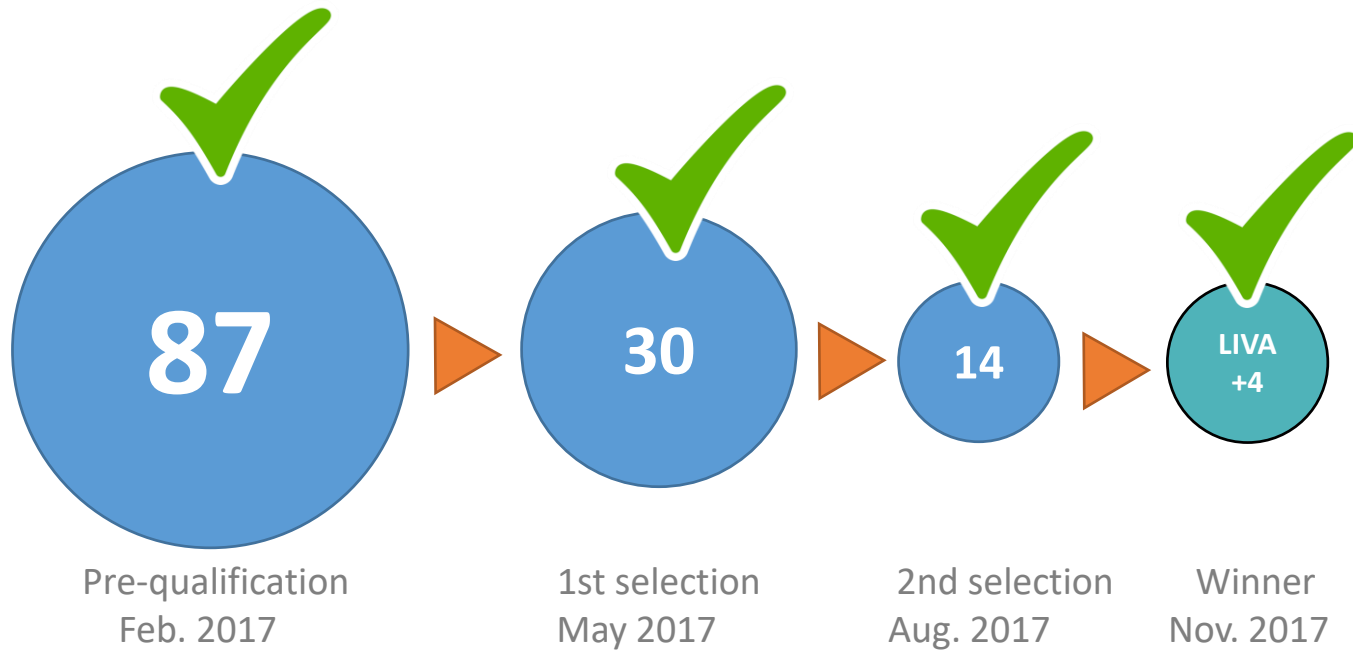 87
30
14
LIVA
+4
Pre-qualification
Feb. 2017
1st selection
May 2017
2nd selection
Aug. 2017
Winner
Nov. 2017